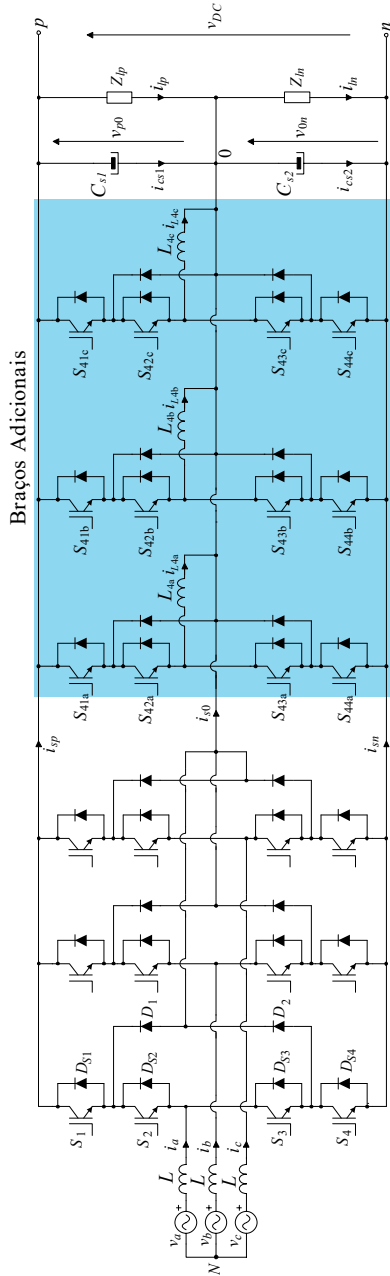 Braços Adicionais
p
i_sp
S_1
D_S1
S_41a
S_41b
S_41c
C_s1
v_p0
Z_lp
i_lp
i_cs1
v_DC
S_2
D_S2
D_1
S_42a
L_4a i_L4a
S_42b
L_4b i_L4b
S_42c
L_4c i_L4c
v_a
+
L
i_a
N
v_b
+
L
i_b
i_s0
0
v_c
+
L
i_c
S_3
D_S3
D_2
S_43a
S_43b
S_43c
C_s2
v_0n
Z_ln
i_ln
i_cs2
S_4
D_S4
S_44a
S_44b
S_44c
i_sn
n